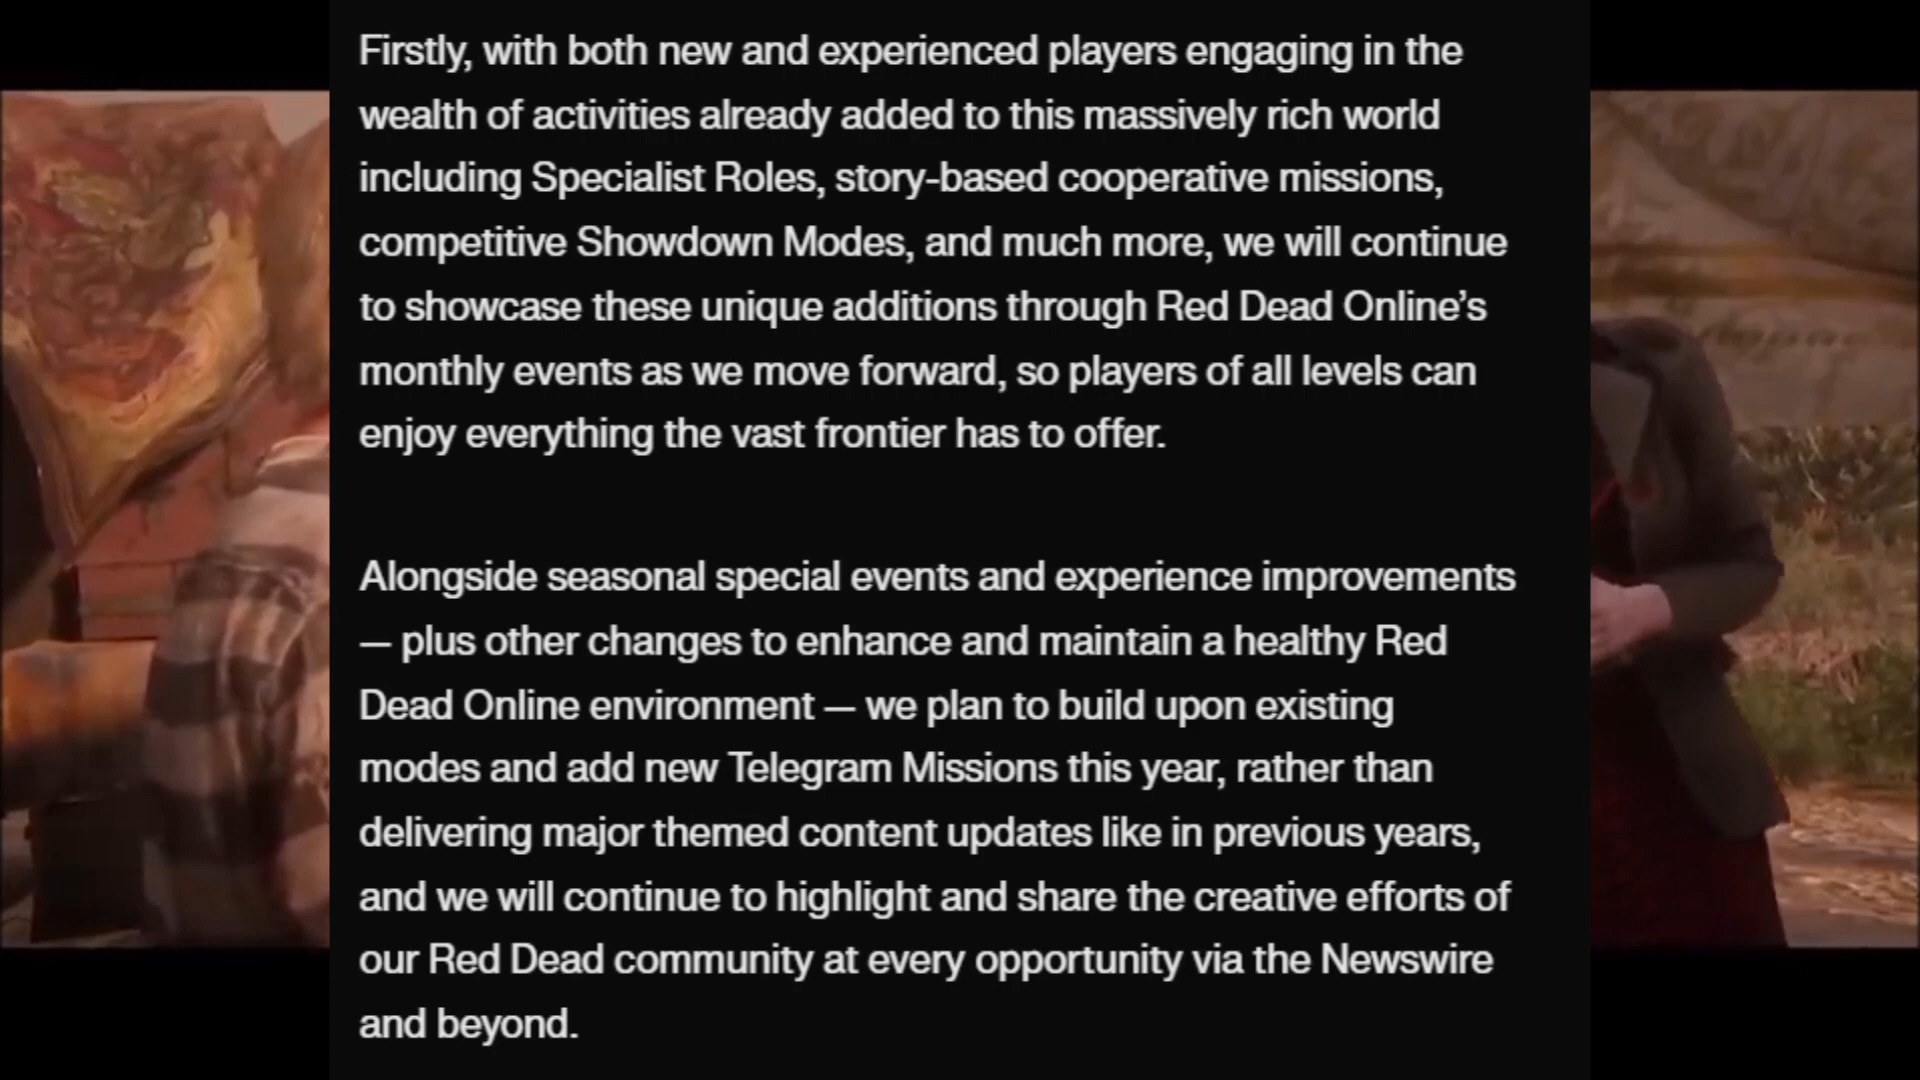 Firstly, with both new and experienced players engaging in the
wealth of activities already added to this massively rich world
including Specialist Roles, story-based cooperative missions,
competitive Showdown Modes, and much more, we will continue
to showcase these unique additions through Red Dead Online’s
monthly events as we move forward, so players of all levels can
enjoy everything the vast frontier has to offer.
Alongside seasonal special events and experience improvements
— plus other changes to enhance and maintain a healthy Red
Dead Online environment — we plan to build upon existing
modes and add new Telegram Missions this year, rather than
delivering major themed content updates like in previous years,
and we will continue to highlight and share the creative efforts of
our Red Dead community at every opportunity via the Newswire
and beyond.